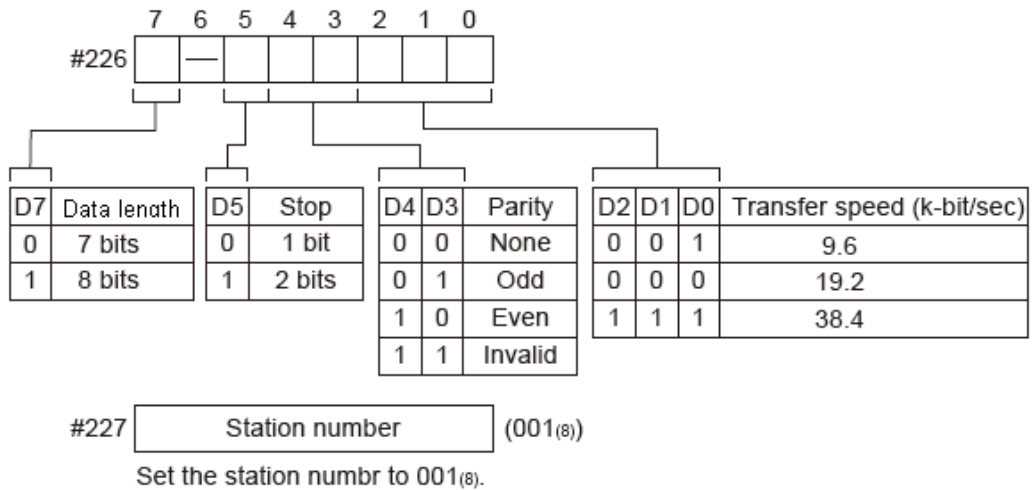 7 6 5 4 3 2 1 0
#226 —
D7 Data length
0 7 bits
1 8 bits
D5 Stop
0 1 bit
1 2 bits
D4 D3 Parity
0 0 None
0 1 Odd
1 0 Even
1 1 Invalid
D2 D1 D0 Transfer speed (k-bit/sec)
0 0 1 9.6
0 0 0 19.2
1 1 1 38.4
#227 Station number (001(8))
Set the station numbr to 001(8).